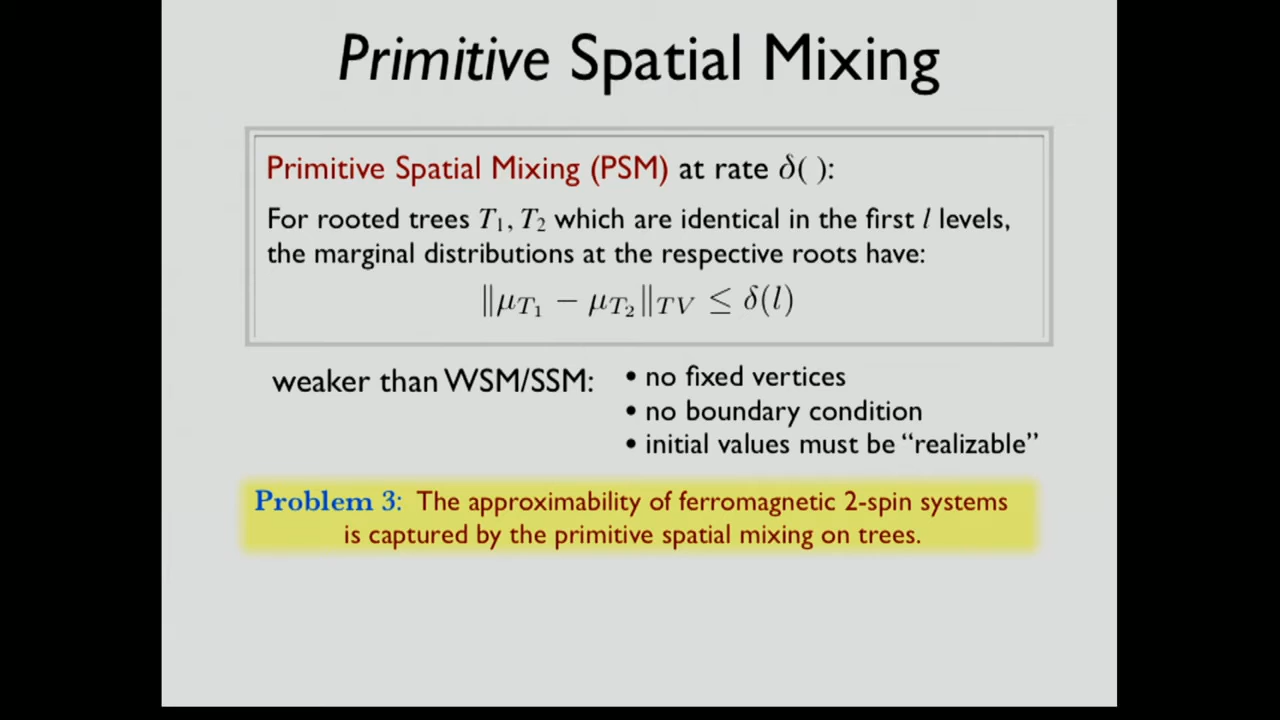 Primitive Spatial Mixing
Primitive Spatial Mixing (PSM) at rate δ( ):
For rooted trees T₁, T₂ which are identical in the first l levels,
the marginal distributions at the respective roots have:
‖μ_{T₁} − μ_{T₂}‖_{TV} ≤ δ(l)
weaker than WSM/SSM:
• no fixed vertices
• no boundary condition
• initial values must be “realizable”
Problem 3: The approximability of ferromagnetic 2-spin systems
is captured by the primitive spatial mixing on trees.